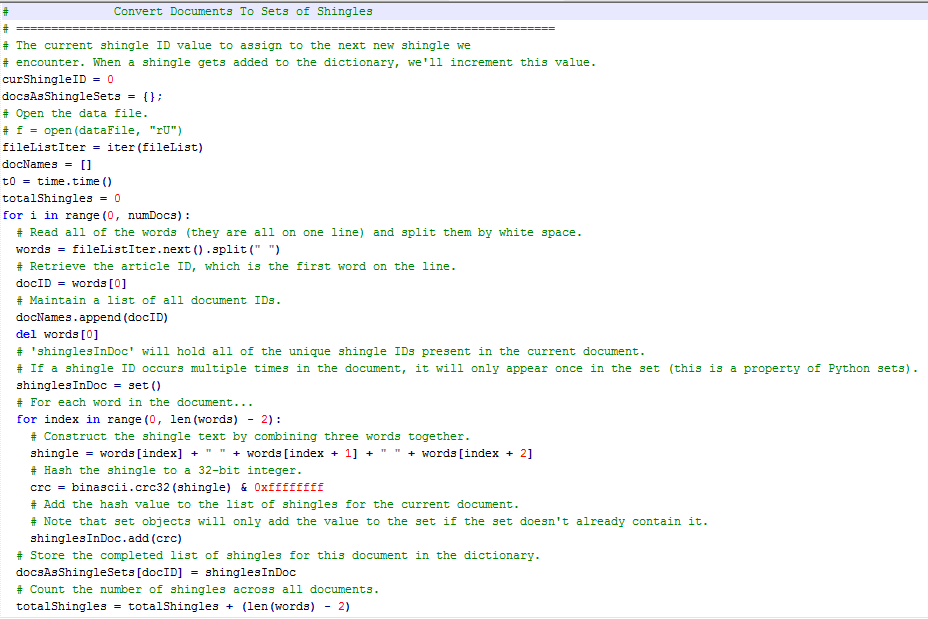 #               Convert Documents To Sets of Shingles
# =============================================================================
# The current shingle ID value to assign to the next new shingle we
# encounter. When a shingle gets added to the dictionary, we'll increment this value.
curShingleID = 0
docsAsShingleSets = {};
# Open the data file.
# f = open(dataFile, "rU")
fileListIter = iter(fileList)
docNames = []
t0 = time.time()
totalShingles = 0
for i in range(0, numDocs):
  # Read all of the words (they are all on one line) and split them by white space.
  words = fileListIter.next().split(" ")
  # Retrieve the article ID, which is the first word on the line.
  docID = words[0]
  # Maintain a list of all document IDs.
  docNames.append(docID)
  del words[0]
  # 'shinglesInDoc' will hold all of the unique shingle IDs present in the current document.
  # If a shingle ID occurs multiple times in the document, it will only appear once in the set (this is a property of Python sets).
  shinglesInDoc = set()
  # For each word in the document...
  for index in range(0, len(words) - 2):
    # Construct the shingle text by combining three words together.
    shingle = words[index] + " " + words[index + 1] + " " + words[index + 2]
    # Hash the shingle to a 32-bit integer.
    crc = binascii.crc32(shingle) & 0xffffffff
    # Add the hash value to the list of shingles for the current document.
    # Note that set objects will only add the value to the set if the set doesn't already contain it.
    shinglesInDoc.add(crc)
  # Store the completed list of shingles for this document in the dictionary.
  docsAsShingleSets[docID] = shinglesInDoc
  # Count the number of shingles across all documents.
  totalShingles = totalShingles + (len(words) - 2)